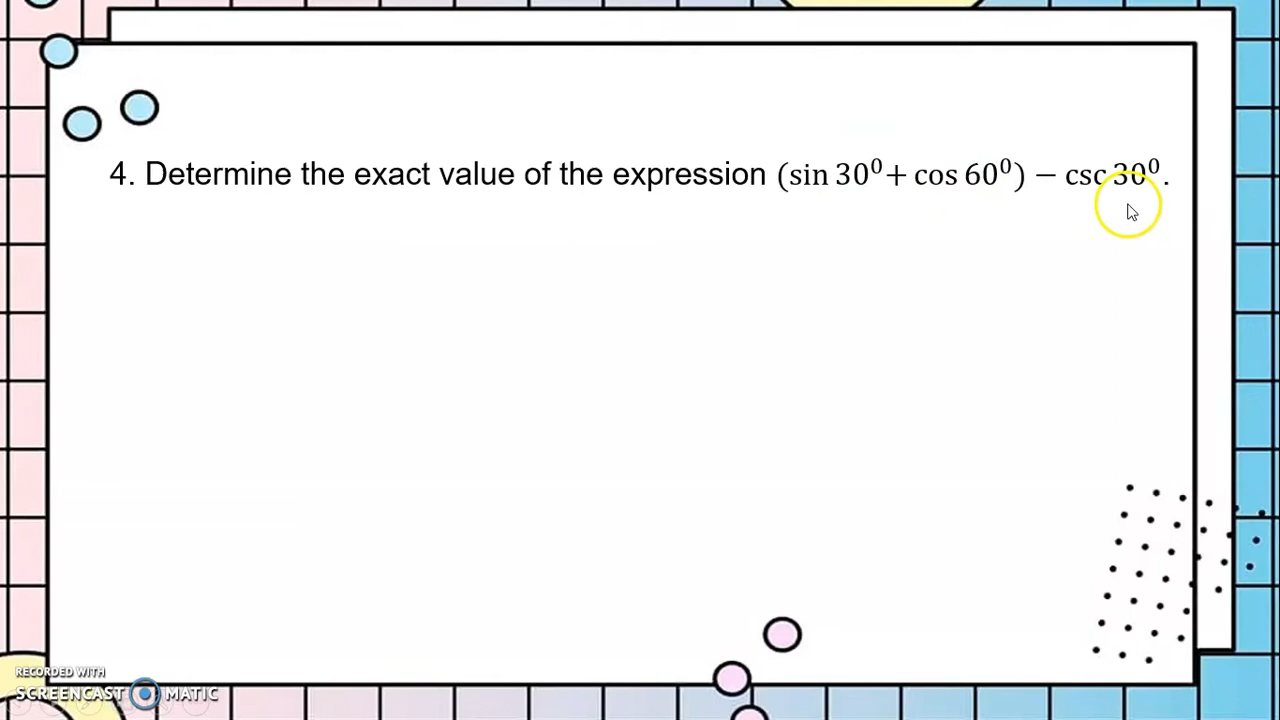 4. Determine the exact value of the expression (sin 30⁰+ cos 60⁰) − csc 30⁰.
RECORDED WITH
SCREENCAST MATIC